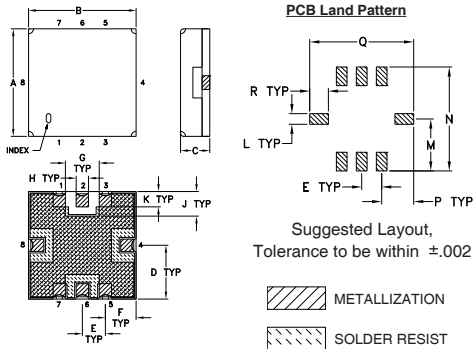 PCB Land Pattern
B
7 6 5
A
8
4
INDEX
1 2 3
C
Q
R TYP
L TYP
N
M
E TYP
P TYP
G
TYP
H TYP
1 2 3
K TYP
J TYP
8
4
D TYP
7 6 5
F
TYP
E
TYP
Suggested Layout,
Tolerance to be within ±.002
METALLIZATION
SOLDER RESIST